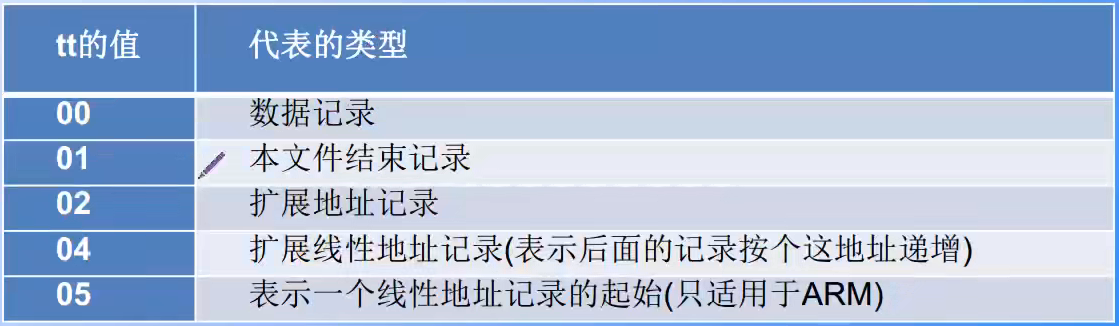 tt的值 代表的类型
00 数据记录
01 本文件结束记录
02 扩展地址记录
04 扩展线性地址记录(表示后面的记录按个这地址递增)
05 表示一个线性地址记录的起始(只适用于ARM)